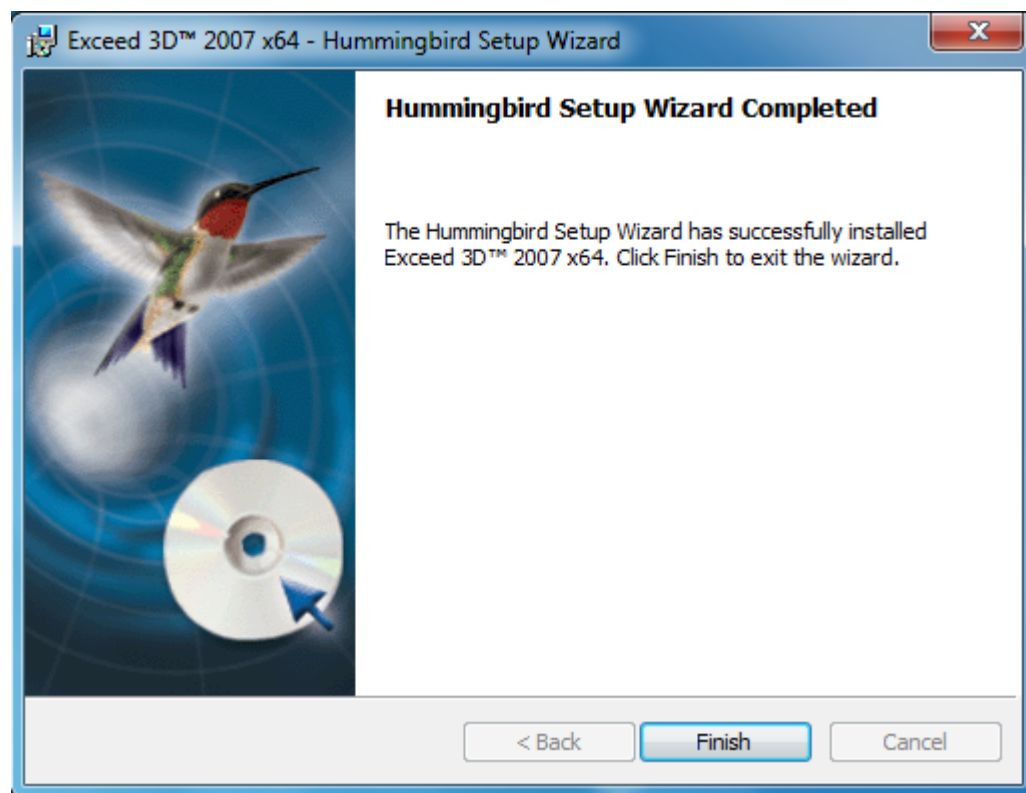 Exceed 3D™ 2007 x64 - Hummingbird Setup Wizard
Hummingbird Setup Wizard Completed
The Hummingbird Setup Wizard has successfully installed
Exceed 3D™ 2007 x64. Click Finish to exit the wizard.
< Back Finish Cancel